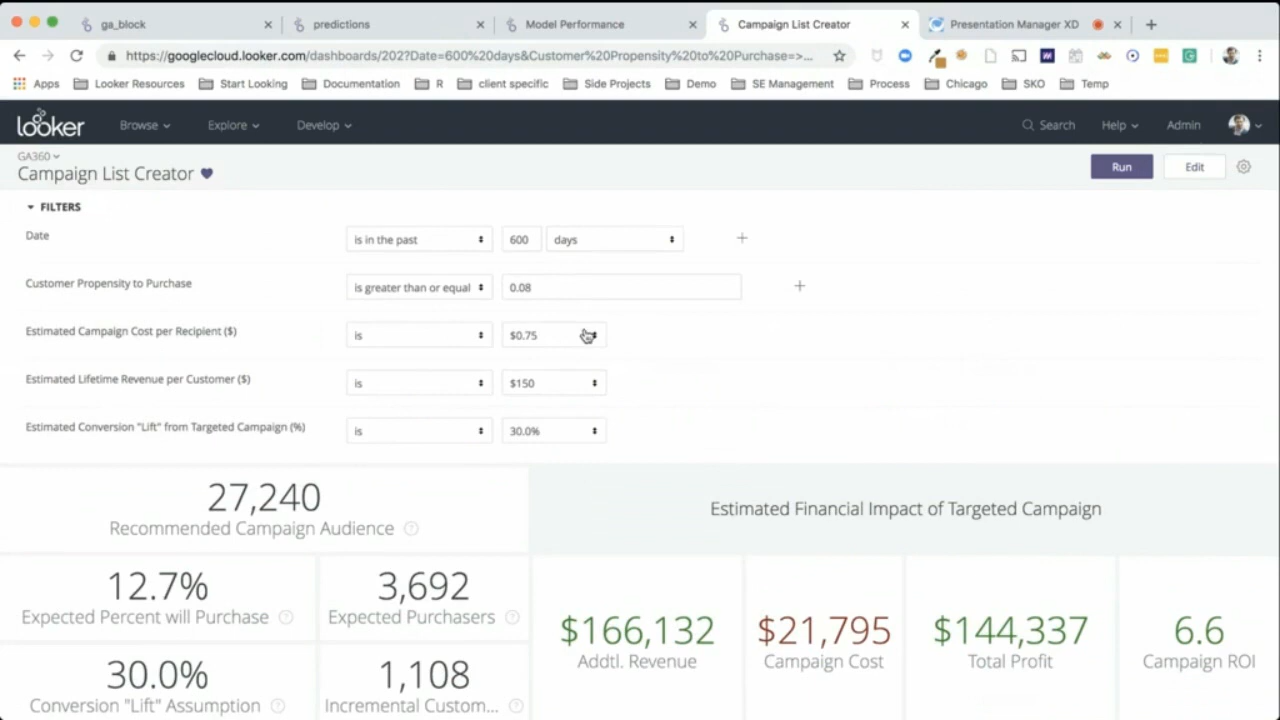 ga_block
predictions
Model Performance
Campaign List Creator
Presentation Manager XD
https://googlecloud.looker.com/dashboards/202?Date=600%20days&Customer%20Propensity%20to%20Purchase=>...
Apps Looker Resources Start Looking Documentation R client specific Side Projects Demo SE Management Process Chicago SKO Temp
looker Browse Explore Develop Search Help Admin
GA360
Campaign List Creator
Run Edit
FILTERS
Date is in the past 600 days
Customer Propensity to Purchase is greater than or equal 0.08
Estimated Campaign Cost per Recipient ($) is $0.75
Estimated Lifetime Revenue per Customer ($) is $150
Estimated Conversion "Lift" from Targeted Campaign (%) is 30.0%
27,240
Recommended Campaign Audience
Estimated Financial Impact of Targeted Campaign
12.7%
Expected Percent will Purchase
3,692
Expected Purchasers
30.0%
Conversion "Lift" Assumption
1,108
Incremental Custom...
$166,132
Addtl. Revenue
$21,795
Campaign Cost
$144,337
Total Profit
6.6
Campaign ROI